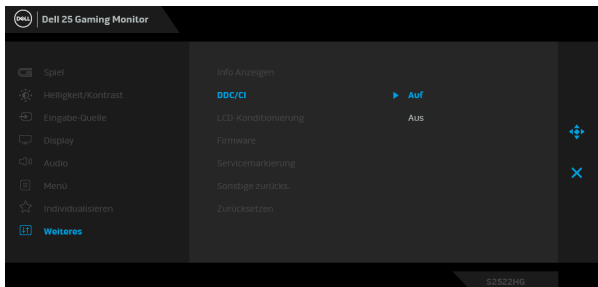 DELL Dell 25 Gaming Monitor
Spiel
Helligkeit/Kontrast
Eingabe-Quelle
Display
Audio
Menü
Individualisieren
Weiteres
Info Anzeigen
DDC/CI
Auf
LCD-Konditionierung
Aus
Firmware
Servicemarkierung
Sonstige zurücks.
Zurücksetzen
S2522HG